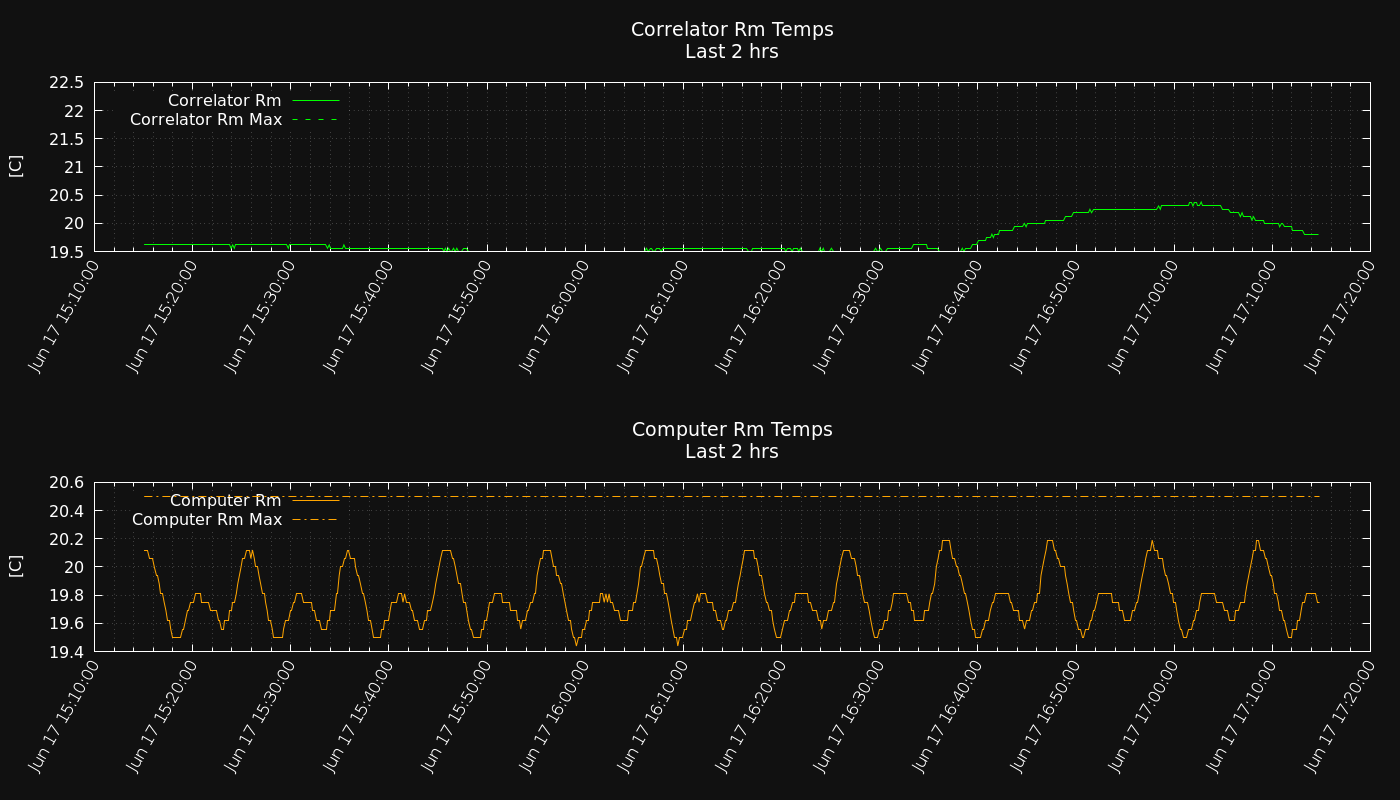 Correlator Rm Temps
Last 2 hrs
22.5
22
21.5
21
20.5
20
19.5
[C]
Correlator Rm
Correlator Rm Max
Jun 17 15:10:00
Jun 17 15:20:00
Jun 17 15:30:00
Jun 17 15:40:00
Jun 17 15:50:00
Jun 17 16:00:00
Jun 17 16:10:00
Jun 17 16:20:00
Jun 17 16:30:00
Jun 17 16:40:00
Jun 17 16:50:00
Jun 17 17:00:00
Jun 17 17:10:00
Jun 17 17:20:00
Computer Rm Temps
Last 2 hrs
20.6
20.4
20.2
20
19.8
19.6
19.4
[C]
Computer Rm
Computer Rm Max
Jun 17 15:10:00
Jun 17 15:20:00
Jun 17 15:30:00
Jun 17 15:40:00
Jun 17 15:50:00
Jun 17 16:00:00
Jun 17 16:10:00
Jun 17 16:20:00
Jun 17 16:30:00
Jun 17 16:40:00
Jun 17 16:50:00
Jun 17 17:00:00
Jun 17 17:10:00
Jun 17 17:20:00